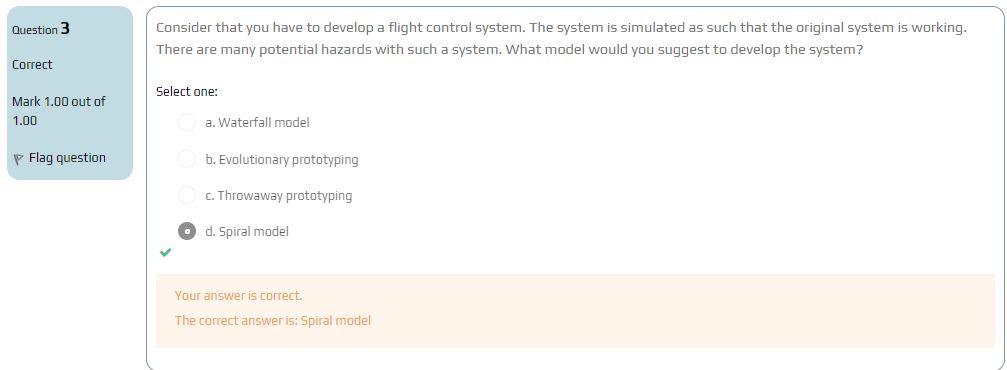 Question 3
Correct
Mark 1.00 out of
1.00
Flag question
Consider that you have to develop a flight control system. The system is simulated as such that the original system is working.
There are many potential hazards with such a system. What model would you suggest to develop the system?
Select one:
a. Waterfall model
b. Evolutionary prototyping
c. Throwaway prototyping
d. Spiral model
Your answer is correct.
The correct answer is: Spiral model